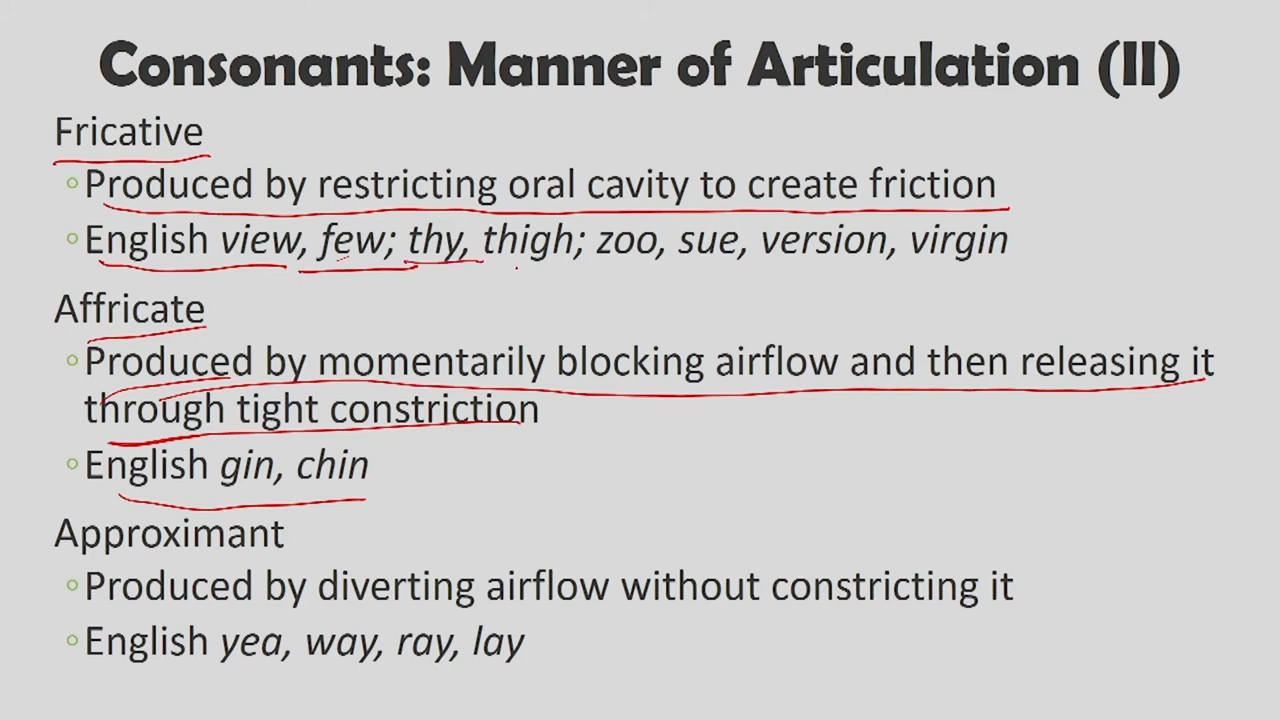 Consonants: Manner of Articulation (II)
Fricative
◦Produced by restricting oral cavity to create friction
◦English view, few; thy, thigh; zoo, sue, version, virgin
Affricate
◦Produced by momentarily blocking airflow and then releasing it
through tight constriction
◦English gin, chin
Approximant
◦Produced by diverting airflow without constricting it
◦English yea, way, ray, lay